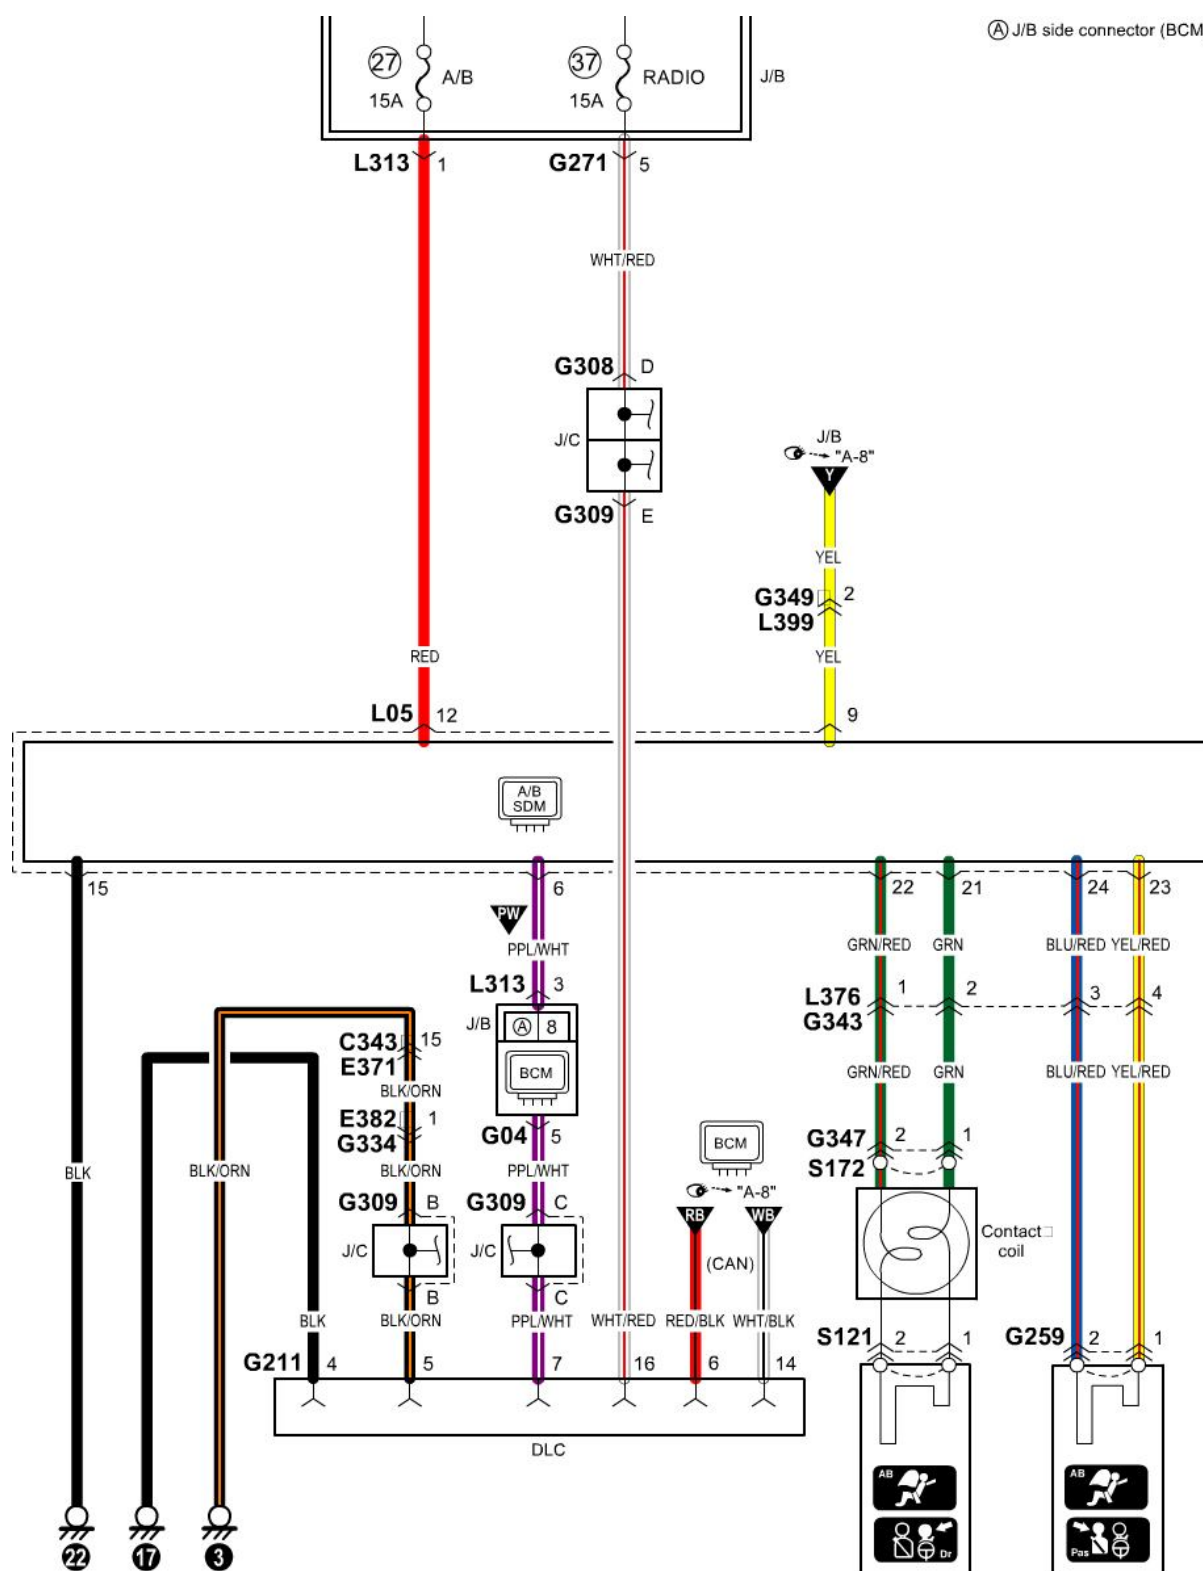 Ⓐ J/B side connector (BCM
27 A/B 37 RADIO J/B
15A 15A
L313 1 G271 5
WHT/RED
G308 D
J/C
J/B
"A-8"
Y
G309 E
YEL
G349 2
L399
RED YEL
L05 12 9
A/B
SDM
15 6 22 21 24 23
PW
PPL/WHT GRN/RED GRN BLU/RED YEL/RED
L313 3 L376 1 2 3 4
G343
J/B A 8
C343 15
E371
BCM
BLK/ORN GRN/RED GRN BLU/RED YEL/RED
E382 1
G334
G04 5 BCM G347 2 1
S172
BLK BLK/ORN BLK/ORN PPL/WHT
"A-8"
G309 B G309 C RB WB
J/C J/C (CAN) Contact
coil
B C
BLK BLK/ORN PPL/WHT WHT/RED RED/BLK WHT/BLK
S121 2 1 G259 2 1
G211 4 5 7 16 6 14
DLC
AB AB
Dr Pas
22 17 3